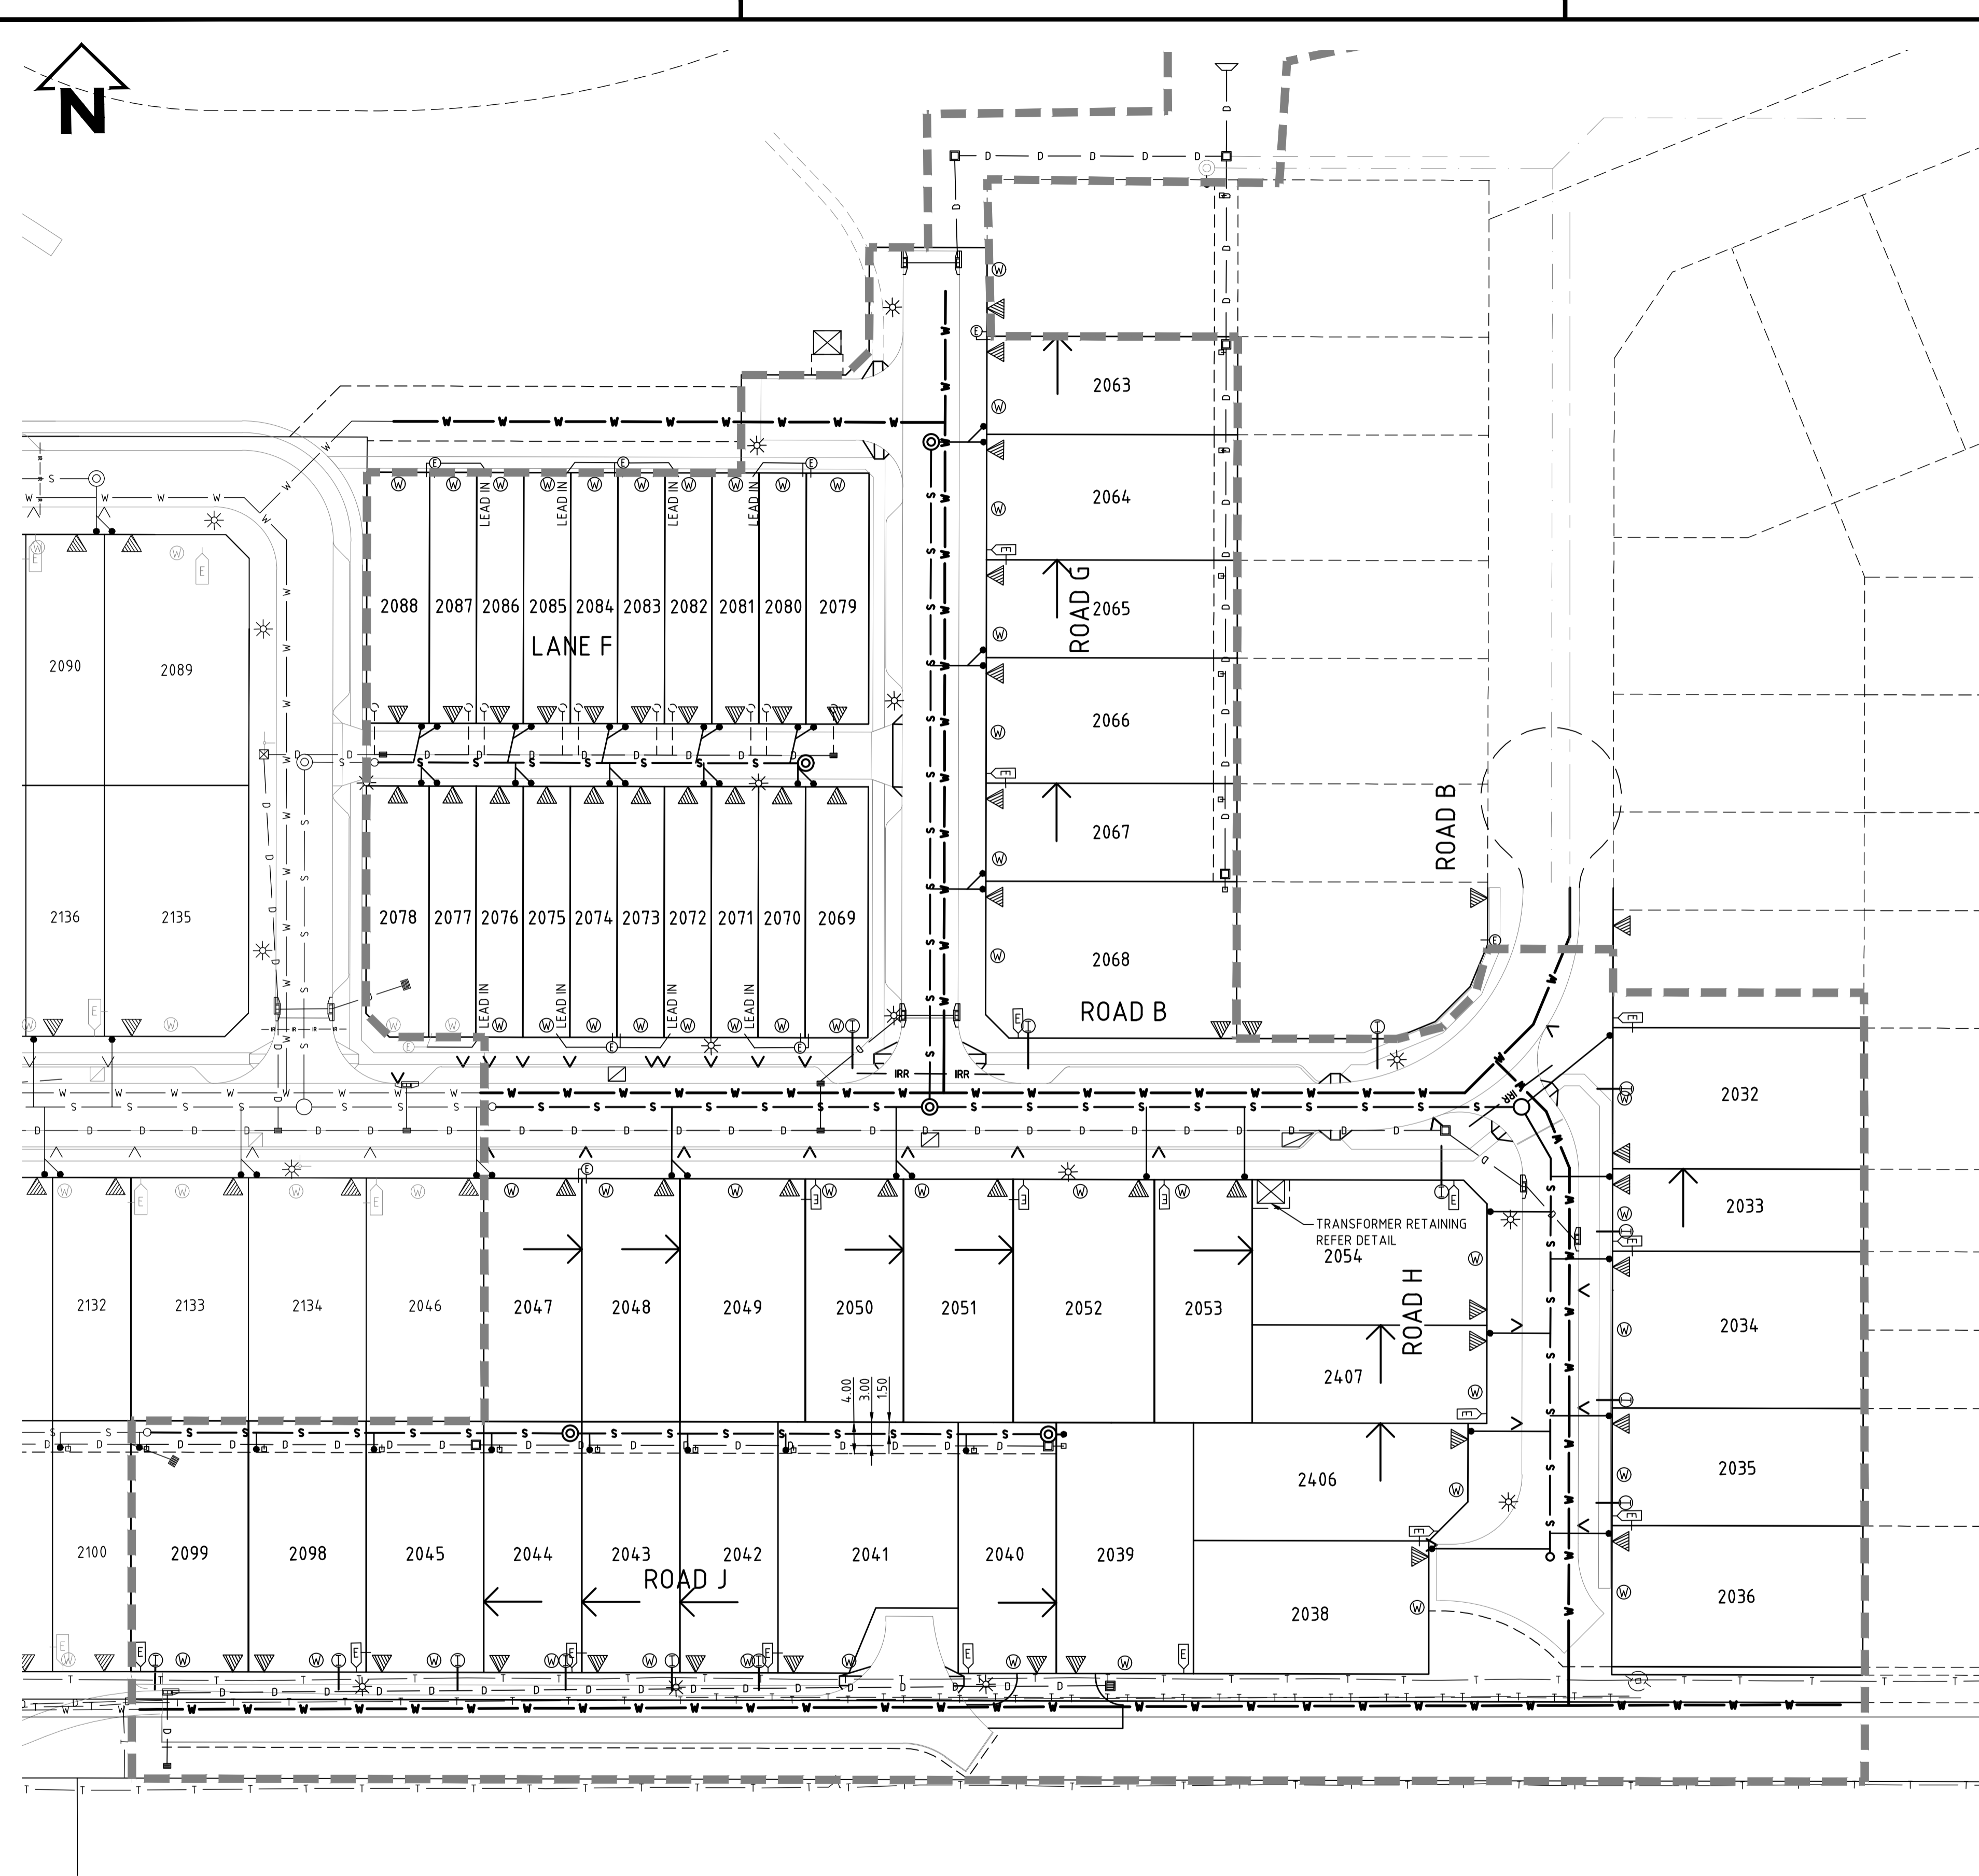 N
2063
2064
ROAD G
2065
2066
2067
2068
ROAD B
ROAD B
LEAD IN LEAD IN LEAD IN LEAD IN
2088 2087 2086 2085 2084 2083 2082 2081 2080 2079
LANE F
2090 2089
2136 2135
2078 2077 2076 2075 2074 2073 2072 2071 2070 2069
LEAD IN LEAD IN LEAD IN LEAD IN
IRR IRR
IRR
2032
2033
TRANSFORMER RETAINING
REFER DETAIL
2054
2132 2133 2134 2046 2047 2048 2049 2050 2051 2052 2053
ROAD H
2034
2407
4.00
3.00
1.50
2406
2035
2100 2099 2098 2045 2044 2043 2042 2041 2040 2039
ROAD J
2038
2036